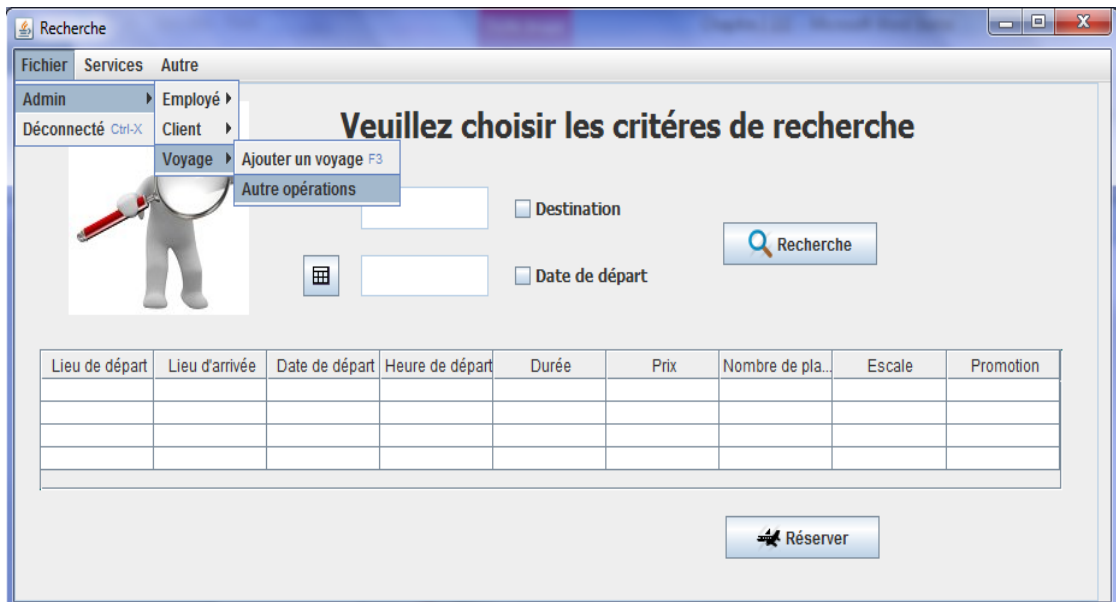 Recherche
Fichier Services Autre
Admin Employé
Déconnecté Ctrl-X Client
Veuillez choisir les critéres de recherche
Voyage Ajouter un voyage F3
Autre opérations
Destination
Recherche
Date de départ
Lieu de départ Lieu d'arrivée Date de départ Heure de départ Durée Prix Nombre de pla... Escale Promotion
Réserver